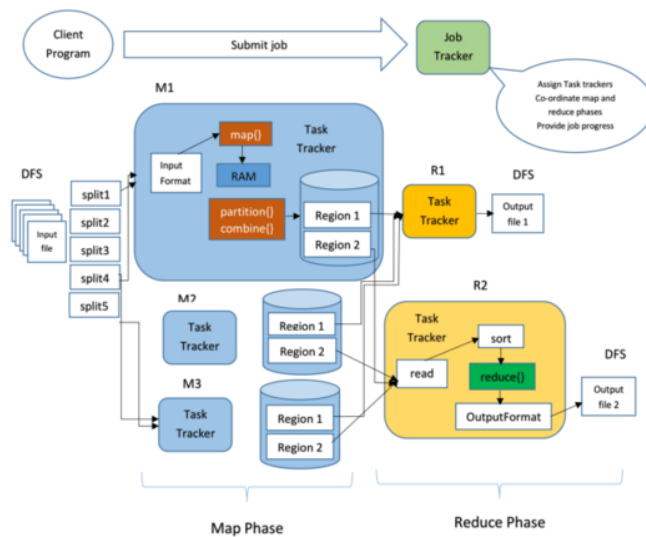 Client
Program
Submit job
Job
Tracker
Assign Task trackers
Co-ordinate map and
reduce phases
Provide job progress
M1
map{}
Task
Tracker
Input
Format
RAM
partition{}
combine{}
Region 1
Region 2
DFS
Input
file
split1
split2
split3
split4
split5
R1
Task
Tracker
DFS
Output
file 1
M2
Task
Tracker
Region 1
Region 2
M3
Task
Tracker
Region 1
Region 2
R2
Task
Tracker
sort
read
reduce{}
OutputFormat
DFS
Output
file 2
Map Phase
Reduce Phase